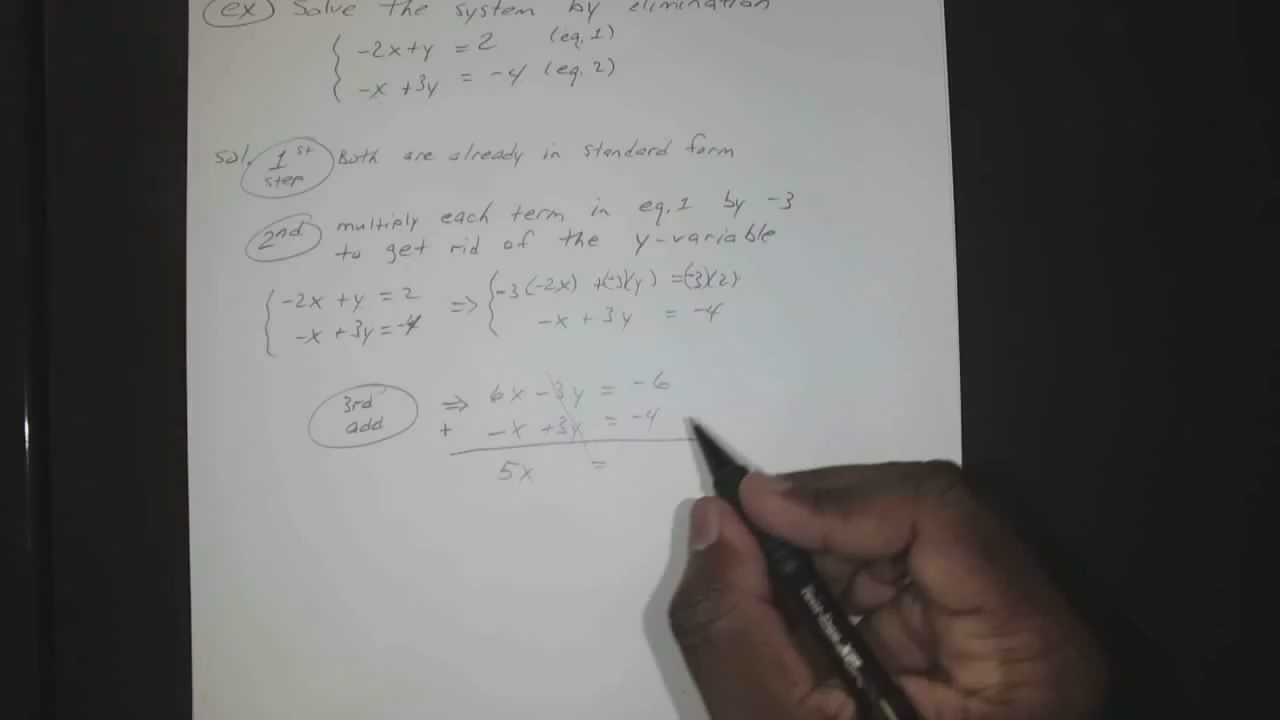 ex) Solve the system by elimination
-2x+y = 2 (eq.1)
-x +3y = -4 (eq.2)
Sol. 1st step Both are already in standard form
2nd multiply each term in eq.1 by -3
to get rid of the y-variable
-2x + y = 2 => -3(-2x) +(-3)(y) =(-3)(2)
-x + 3y = -4 -x + 3y = -4
3rd add => 6x - 3y = -6
+ -x +3y = -4
5x =